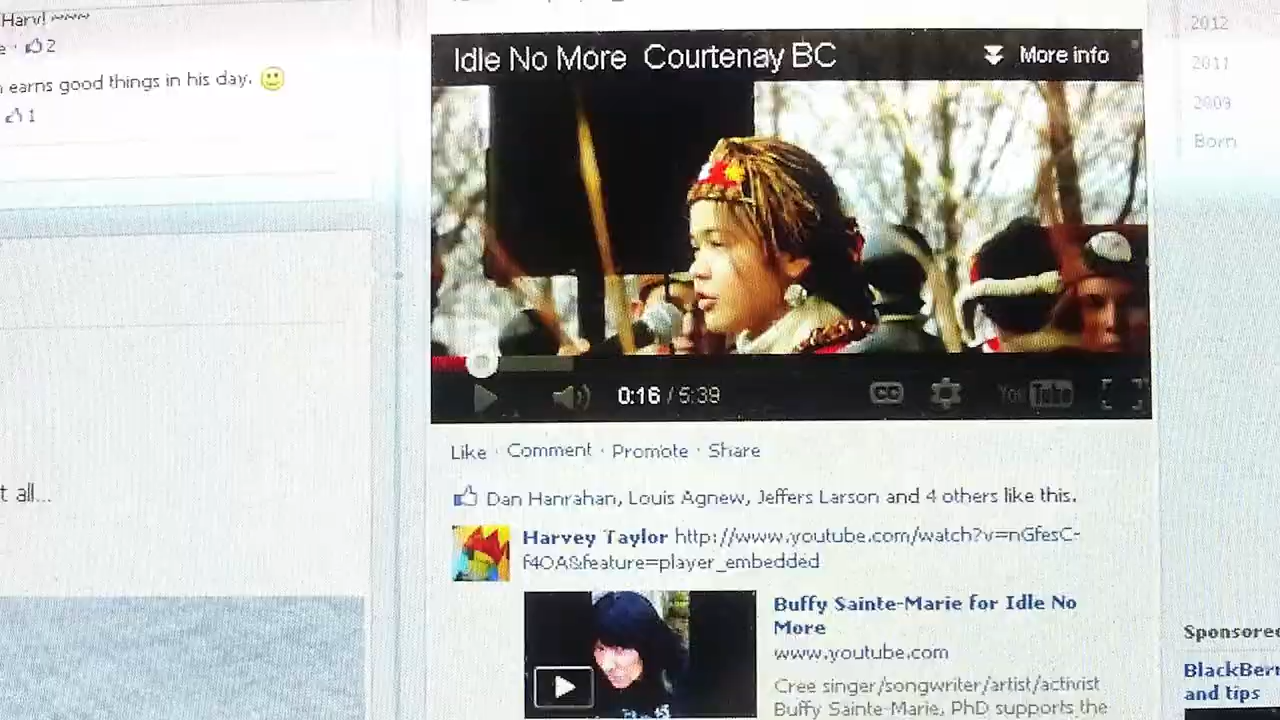 Harv! ~~~
2
earns good things in his day.
1
t all...
Idle No More Courtenay BC
More info
0:16 / 5:39
CC
YouTube
Like · Comment · Promote · Share
Dan Hanrahan, Louis Agnew, Jeffers Larson and 4 others like this.
Harvey Taylor http://www.youtube.com/watch?v=nGfesC-
f4OA&feature=player_embedded
Buffy Sainte-Marie for Idle No
More
www.youtube.com
Cree singer/songwriter/artist/activist
Buffy Sainte-Marie, PhD supports the
2012
2011
2009
Born
Sponsore
BlackBerr
and tips